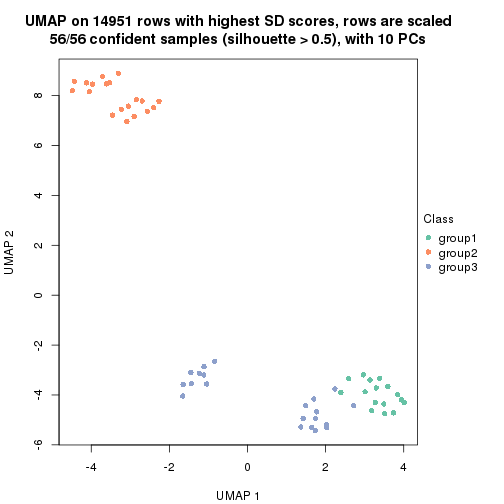 UMAP on 14951 rows with highest SD scores, rows are scaled
56/56 confident samples (silhouette > 0.5), with 10 PCs
8
6
4
2
0
-2
-4
-6
UMAP 2
-4
-2
0
2
4
UMAP 1
Class
group1
group2
group3